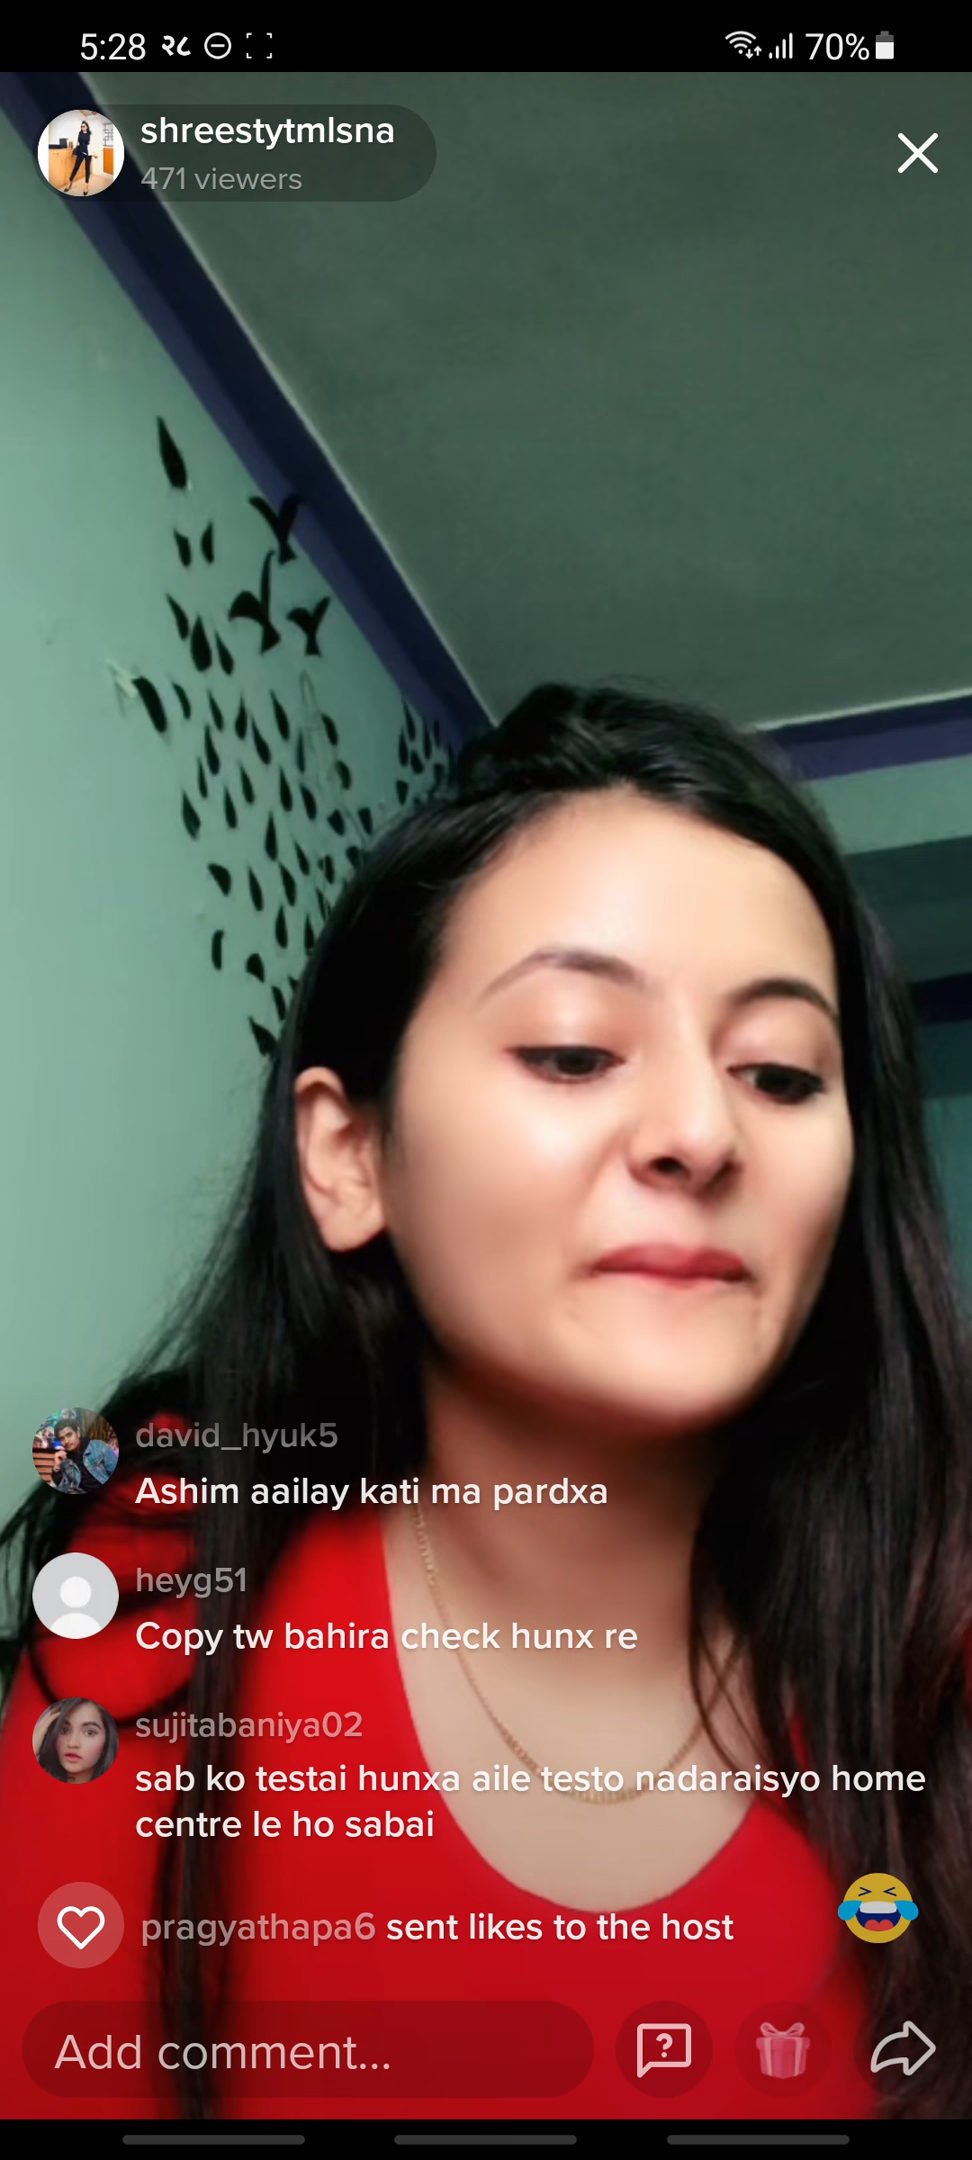 5:28 २८ 70%
shreestytmlsna
471 viewers
david_hyuk5
Ashim aailay kati ma pardxa
heyg51
Copy tw bahira check hunx re
sujitabaniya02
sab ko testai hunxa aile testo nadaraisyo home
centre le ho sabai
pragyathapa6 sent likes to the host
Add comment...